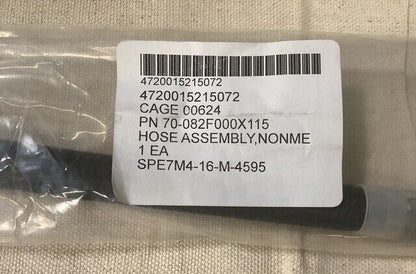 4720015215072
4720015215072
CAGE 00624
PN 70-082F000X115
HOSE ASSEMBLY,NONME
1 EA
SPE7M4-16-M-4595